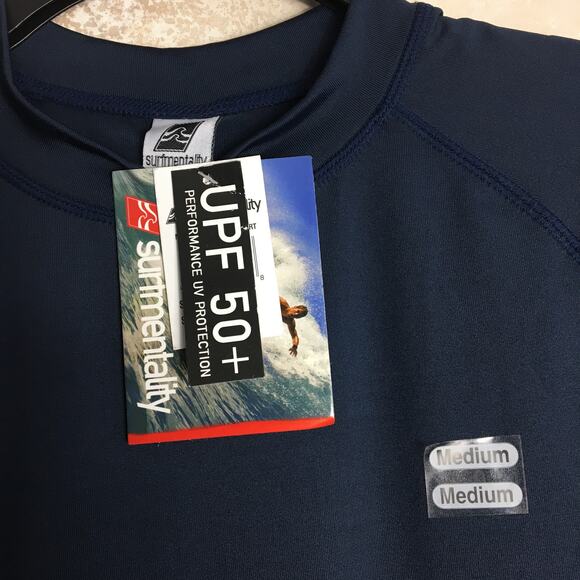 surfmentality
surfmentality
UPF 50+
PERFORMANCE UV PROTECTION
Medium
Medium